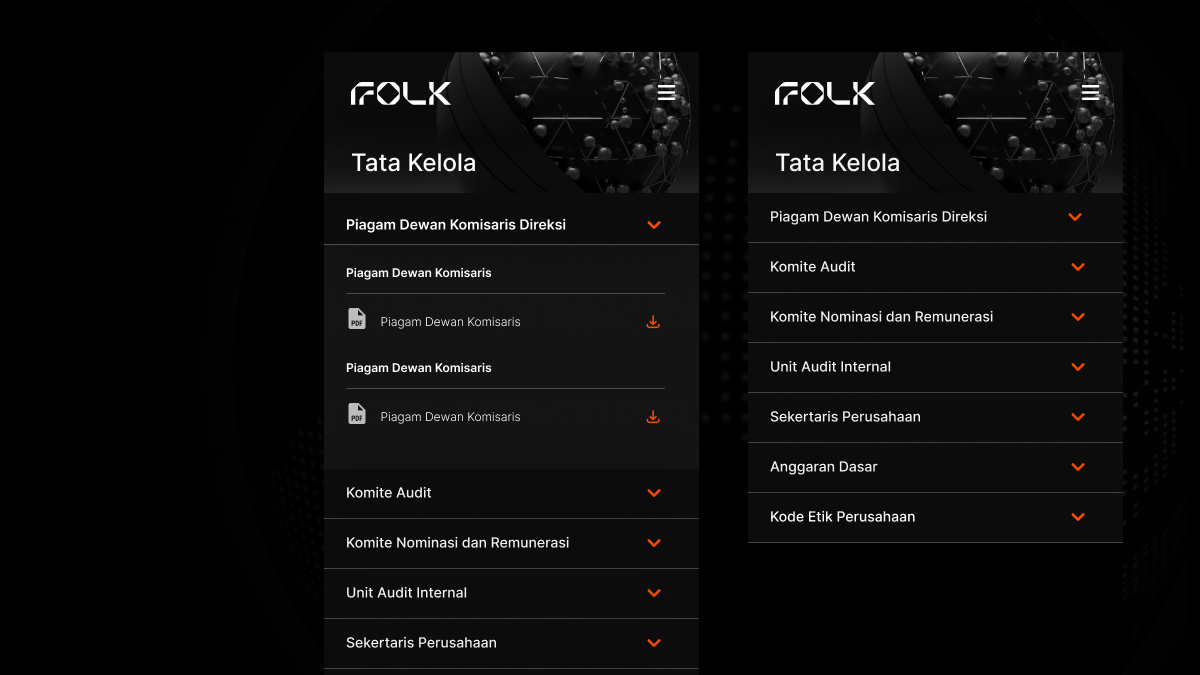 FOLK
Tata Kelola
Piagam Dewan Komisaris Direksi
Piagam Dewan Komisaris
PDF
Piagam Dewan Komisaris
Piagam Dewan Komisaris
PDF
Piagam Dewan Komisaris
Komite Audit
Komite Nominasi dan Remunerasi
Unit Audit Internal
Sekertaris Perusahaan
FOLK
Tata Kelola
Piagam Dewan Komisaris Direksi
Komite Audit
Komite Nominasi dan Remunerasi
Unit Audit Internal
Sekertaris Perusahaan
Anggaran Dasar
Kode Etik Perusahaan